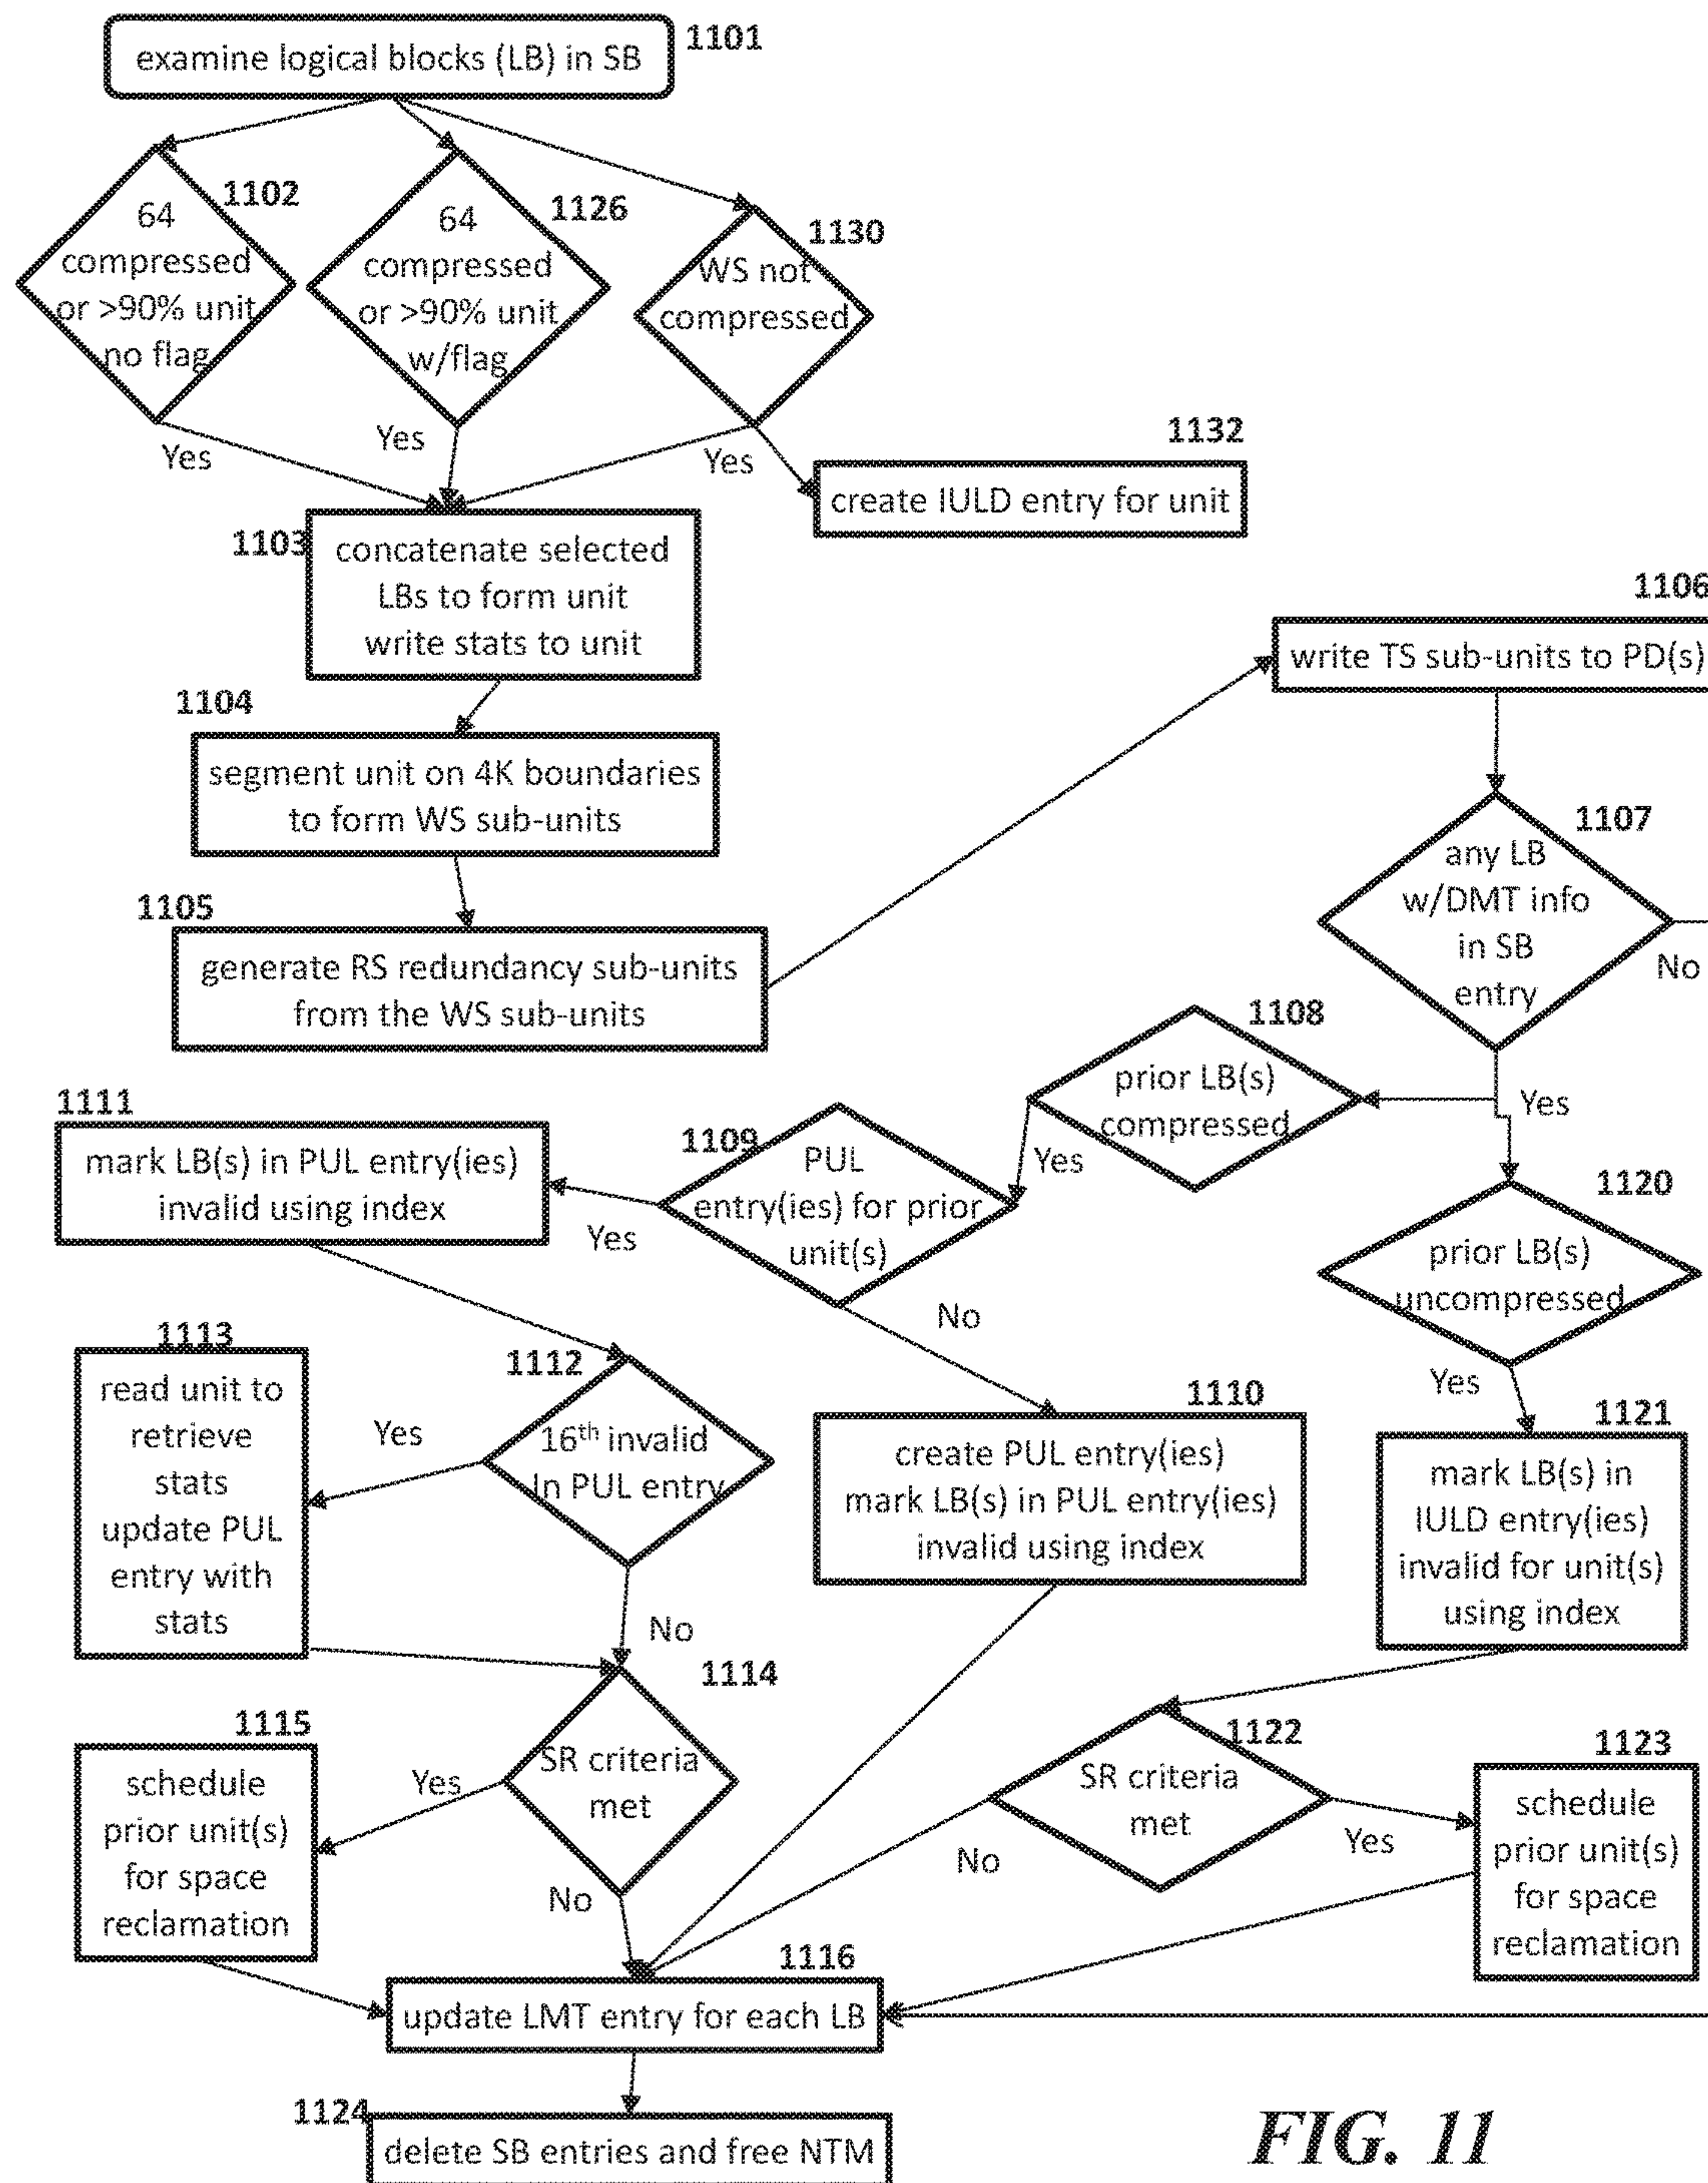 1101
examine logical blocks (LB) in SB
1102
64
compressed
or >90% unit
no flag
1126
64
compressed
or >90% unit
w/flag
1130
WS not
compressed
Yes
Yes
Yes
1132
create IULD entry for unit
1103
concatenate selected
LBs to form unit
write stats to unit
1106
write TS sub-units to PD(s)
1104
segment unit on 4K boundaries
to form WS sub-units
1107
any LB
w/DMT info
in SB
entry
No
Yes
1105
generate RS redundancy sub-units
from the WS sub-units
1108
prior LB(s)
compressed
Yes
1109
PUL
entry(ies) for prior
unit(s)
Yes
No
1111
mark LB(s) in PUL entry(ies)
invalid using index
1120
prior LB(s)
uncompressed
Yes
1113
read unit to
retrieve
stats
update PUL
entry with
stats
1112
16th invalid
In PUL entry
Yes
No
1110
create PUL entry(ies)
mark LB(s) in PUL entry(ies)
invalid using index
1121
mark LB(s) in
IULD entry(ies)
invalid for unit(s)
using index
1114
SR criteria
met
Yes
No
1115
schedule
prior unit(s)
for space
reclamation
1122
SR criteria
met
No
Yes
1123
schedule
prior unit(s)
for space
reclamation
1116
update LMT entry for each LB
1124
delete SB entries and free NTM
FIG. 11